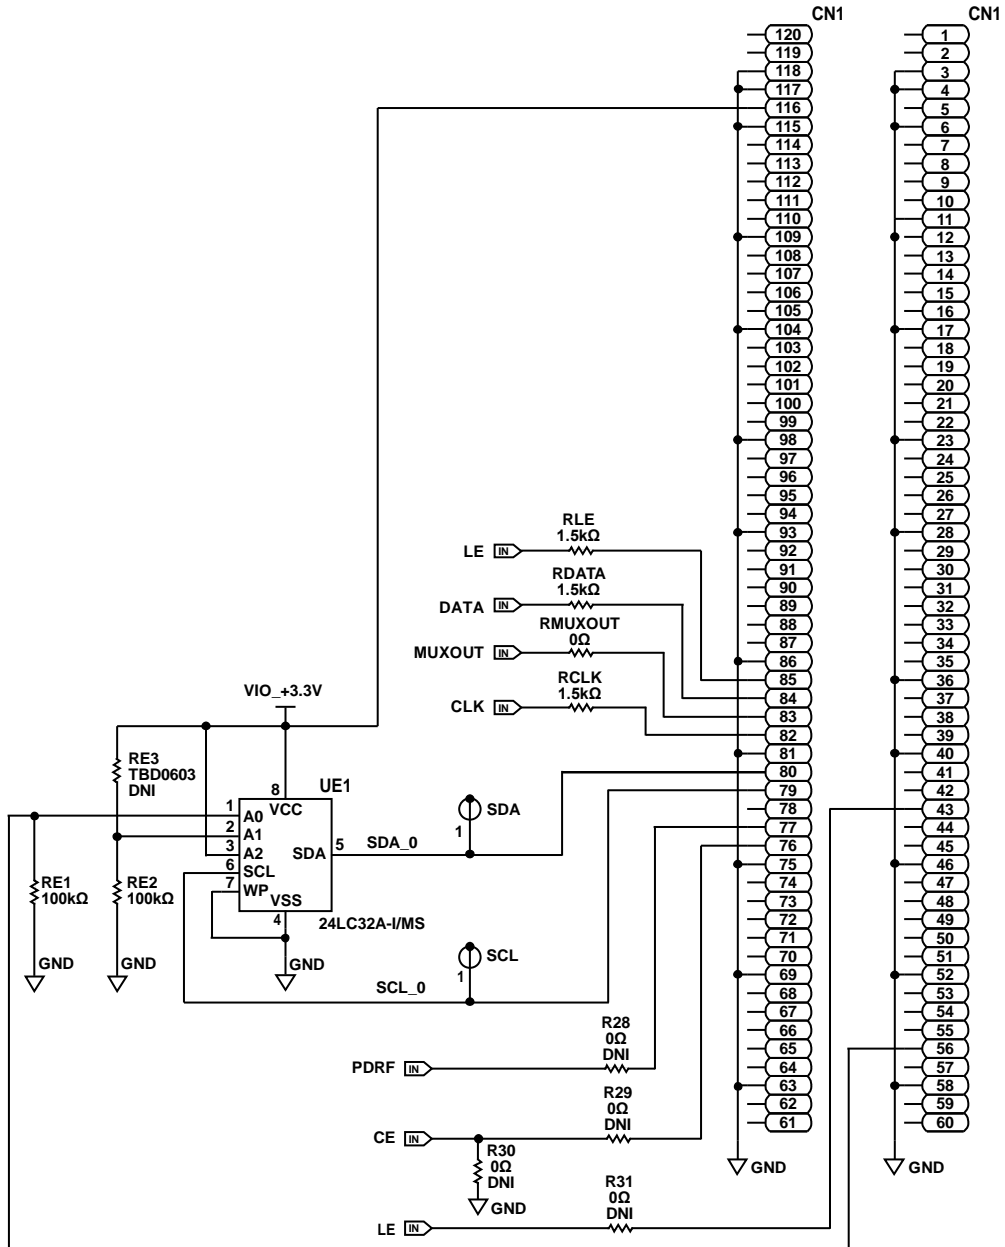 CN1
CN1
120
119
118
117
116
115
114
113
112
111
110
109
108
107
106
105
104
103
102
101
100
99
98
97
96
95
94
93
92
91
90
89
88
87
86
85
84
83
82
81
80
79
78
77
76
75
74
73
72
71
70
69
68
67
66
65
64
63
62
61
GND
1
2
3
4
5
6
7
8
9
10
11
12
13
14
15
16
17
18
19
20
21
22
23
24
25
26
27
28
29
30
31
32
33
34
35
36
37
38
39
40
41
42
43
44
45
46
47
48
49
50
51
52
53
54
55
56
57
58
59
60
GND
RLE
1.5kΩ
LE IN
RDATA
1.5kΩ
DATA IN
RMUXOUT
0Ω
MUXOUT IN
RCLK
1.5kΩ
CLK IN
VIO_+3.3V
RE3
TBD0603
DNI
UE1
8
VCC
1 A0
2 A1
3 A2
6 SCL
7 WP
SDA 5
VSS
4
24LC32A-I/MS
SDA_0
SDA
1
RE1
100kΩ
RE2
100kΩ
GND
GND
GND
SCL
1
SCL_0
R28
0Ω
DNI
PDRF IN
R29
0Ω
DNI
CE IN
R30
0Ω
DNI
GND
R31
0Ω
DNI
LE IN